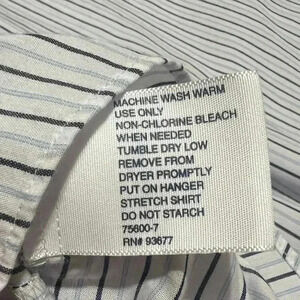 MACHINE WASH WARM
USE ONLY
NON-CHLORINE BLEACH
WHEN NEEDED
TUMBLE DRY LOW
REMOVE FROM
DRYER PROMPTLY
PUT ON HANGER
STRETCH SHIRT
DO NOT STARCH
75600-7
RN# 93677